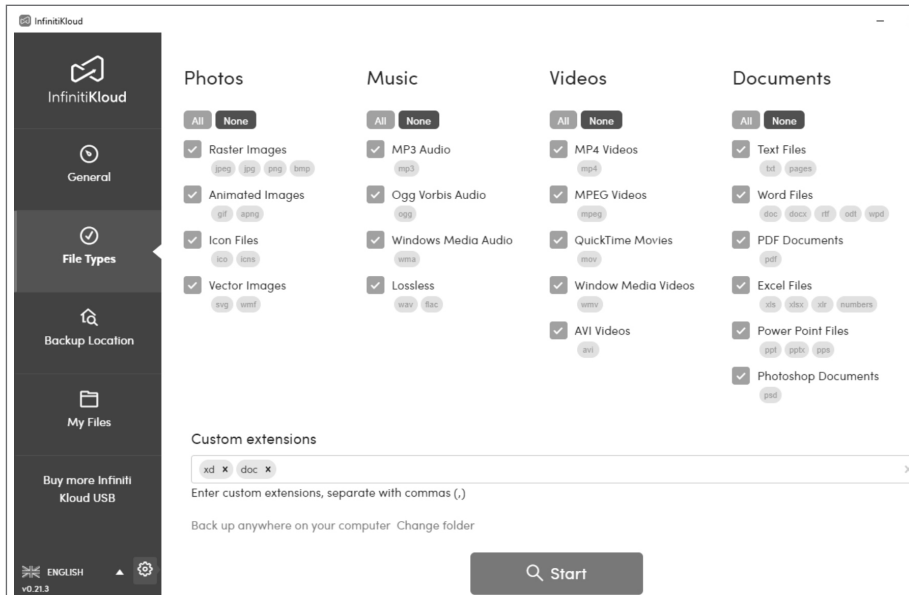 InfinitiKloud
InfinitiKloud
General
File Types
Backup Location
My Files
Buy more Infiniti
Kloud USB
ENGLISH
v0.21.3
Photos
All None
Raster Images
jpeg jpg png bmp
Animated Images
gif apng
Icon Files
ico icns
Vector Images
svg wmf
Music
All None
MP3 Audio
mp3
Ogg Vorbis Audio
ogg
Windows Media Audio
wma
Lossless
wav flac
Videos
All None
MP4 Videos
mp4
MPEG Videos
mpeg
QuickTime Movies
mov
Window Media Videos
wmv
AVI Videos
avi
Documents
All None
Text Files
txt pages
Word Files
doc docx rtf odt wpd
PDF Documents
pdf
Excel Files
xls xlsx xlr numbers
Power Point Files
ppt pptx pps
Photoshop Documents
psd
Custom extensions
xd x doc x
Enter custom extensions, separate with commas (,)
Back up anywhere on your computer Change folder
Start